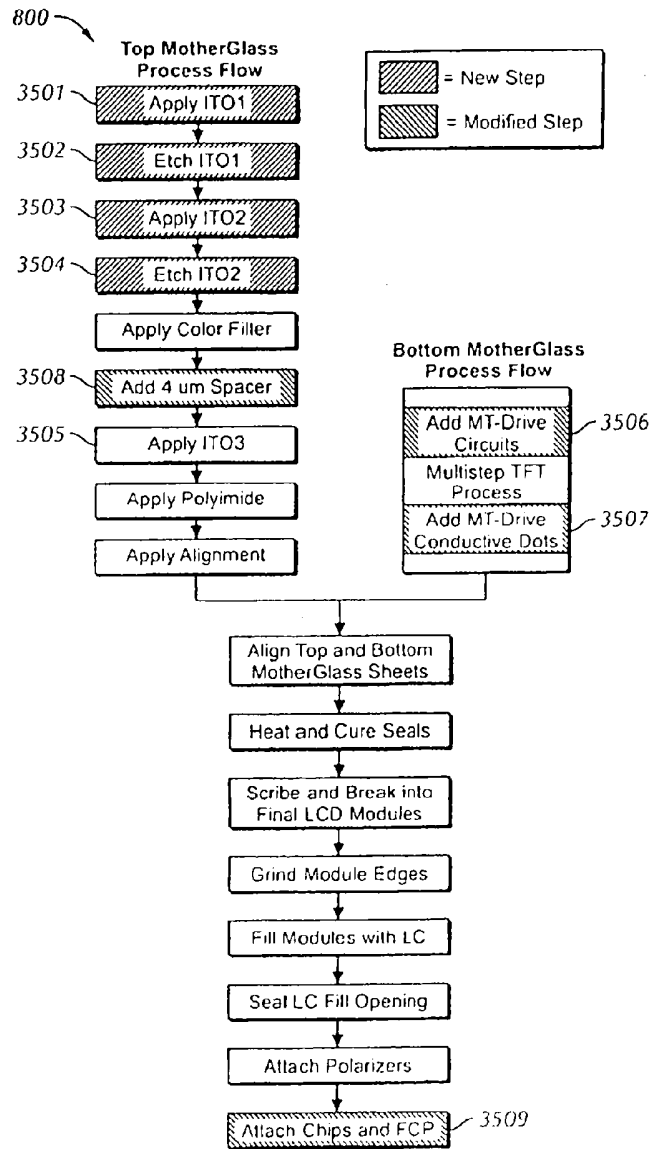 800
Top MotherGlass
Process Flow
= New Step
= Modified Step
3501
Apply ITO1
3502
Etch ITO1
3503
Apply ITO2
3504
Etch ITO2
Apply Color Filter
3508
Add 4 um Spacer
3505
Apply ITO3
Apply Polyimide
Apply Alignment
Bottom MotherGlass
Process Flow
Add MT-Drive
Circuits
3506
Multistep TFT
Process
Add MT-Drive
Conductive Dots
3507
Align Top and Bottom
MotherGlass Sheets
Heat and Cure Seals
Scribe and Break into
Final LCD Modules
Grind Module Edges
Fill Modules with LC
Seal LC Fill Opening
Attach Polarizers
Attach Chips and FCP
3509